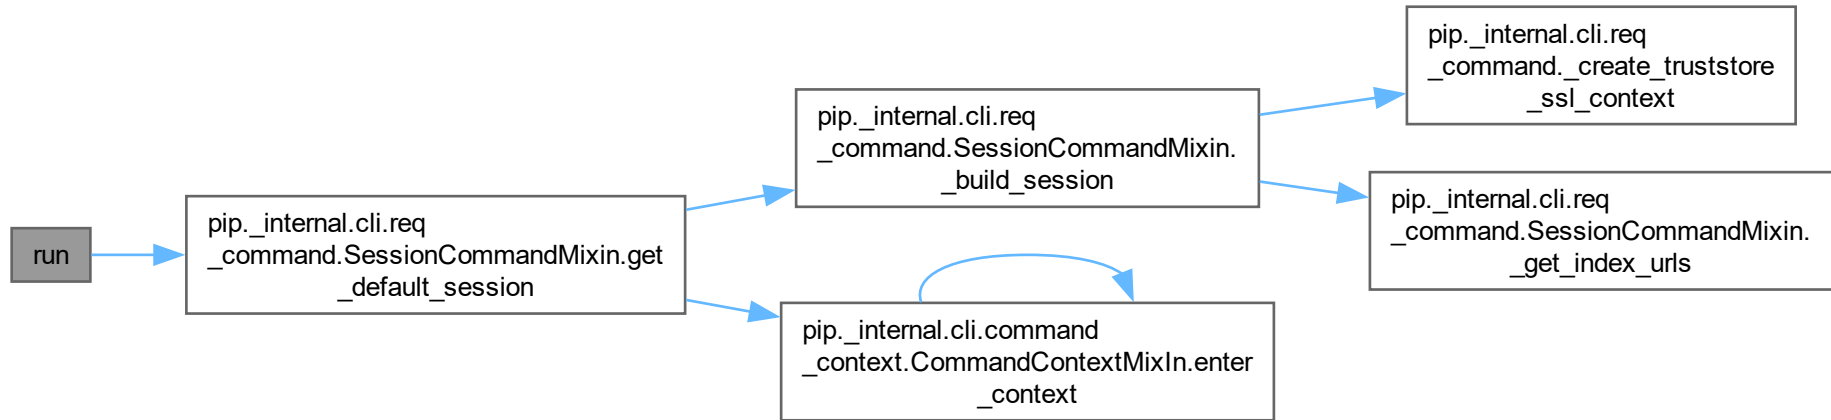 run
pip._internal.cli.req
_command.SessionCommandMixin.get
_default_session
pip._internal.cli.req
_command.SessionCommandMixin.
_build_session
pip._internal.cli.command
_context.CommandContextMixIn.enter
_context
pip._internal.cli.req
_command._create_truststore
_ssl_context
pip._internal.cli.req
_command.SessionCommandMixin.
_get_index_urls